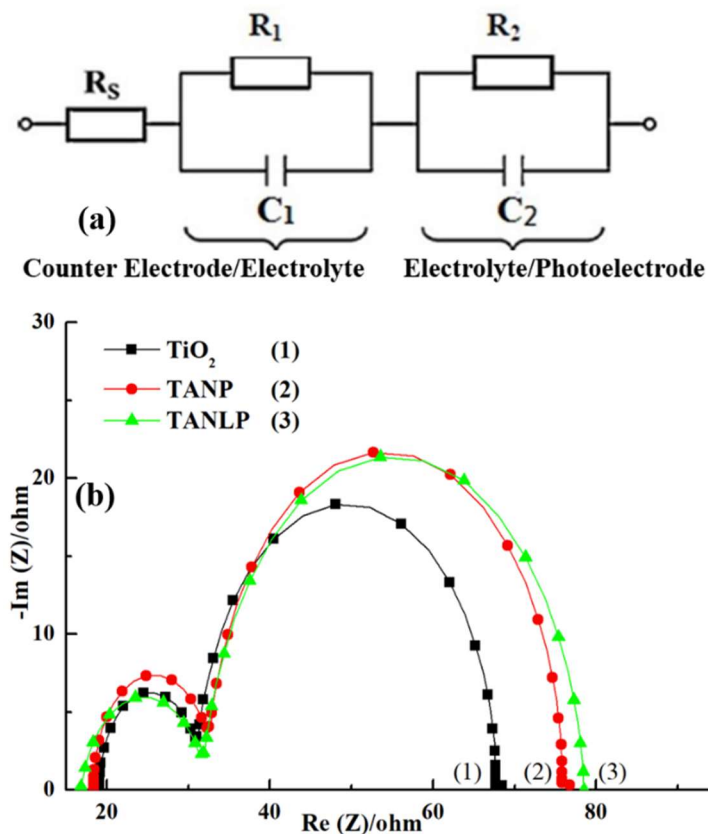 R₁ R₂
Rₛ
(a) C₁ C₂
Counter Electrode/Electrolyte Electrolyte/Photoelectrode
30
TiO₂ (1)
TANP (2)
TANLP (3)
20
(b)
-Im (Z)/ohm
10
0
(1) (2) (3)
20 40 60 80
Re (Z)/ohm